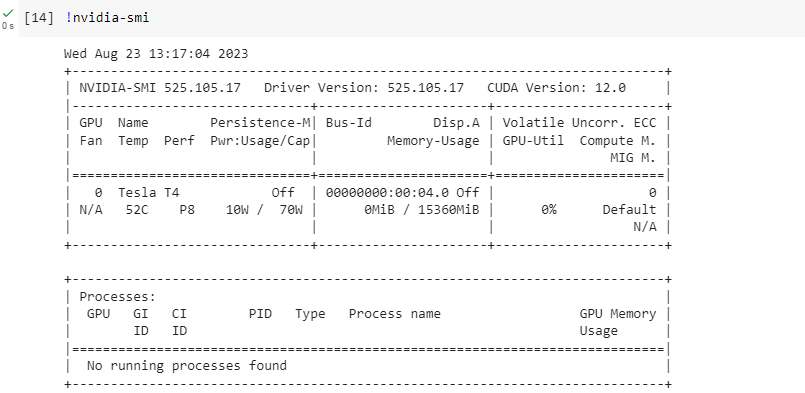 0s
[14] !nvidia-smi
Wed Aug 23 13:17:04 2023
+-----------------------------------------------------------------------------+
| NVIDIA-SMI 525.105.17   Driver Version: 525.105.17   CUDA Version: 12.0     |
|-------------------------------+----------------------+----------------------+
| GPU  Name        Persistence-M| Bus-Id        Disp.A | Volatile Uncorr. ECC |
| Fan  Temp  Perf  Pwr:Usage/Cap|         Memory-Usage | GPU-Util  Compute M. |
|                               |                      |               MIG M. |
|===============================+======================+======================|
|   0  Tesla T4            Off  | 00000000:00:04.0 Off |                    0 |
| N/A   52C    P8    10W /  70W |      0MiB / 15360MiB |      0%      Default |
|                               |                      |                  N/A |
+-------------------------------+----------------------+----------------------+

+-----------------------------------------------------------------------------+
| Processes:                                                                  |
|  GPU   GI   CI        PID   Type   Process name                  GPU Memory |
|        ID   ID                                                   Usage      |
|=============================================================================|
|  No running processes found                                                 |
+-----------------------------------------------------------------------------+